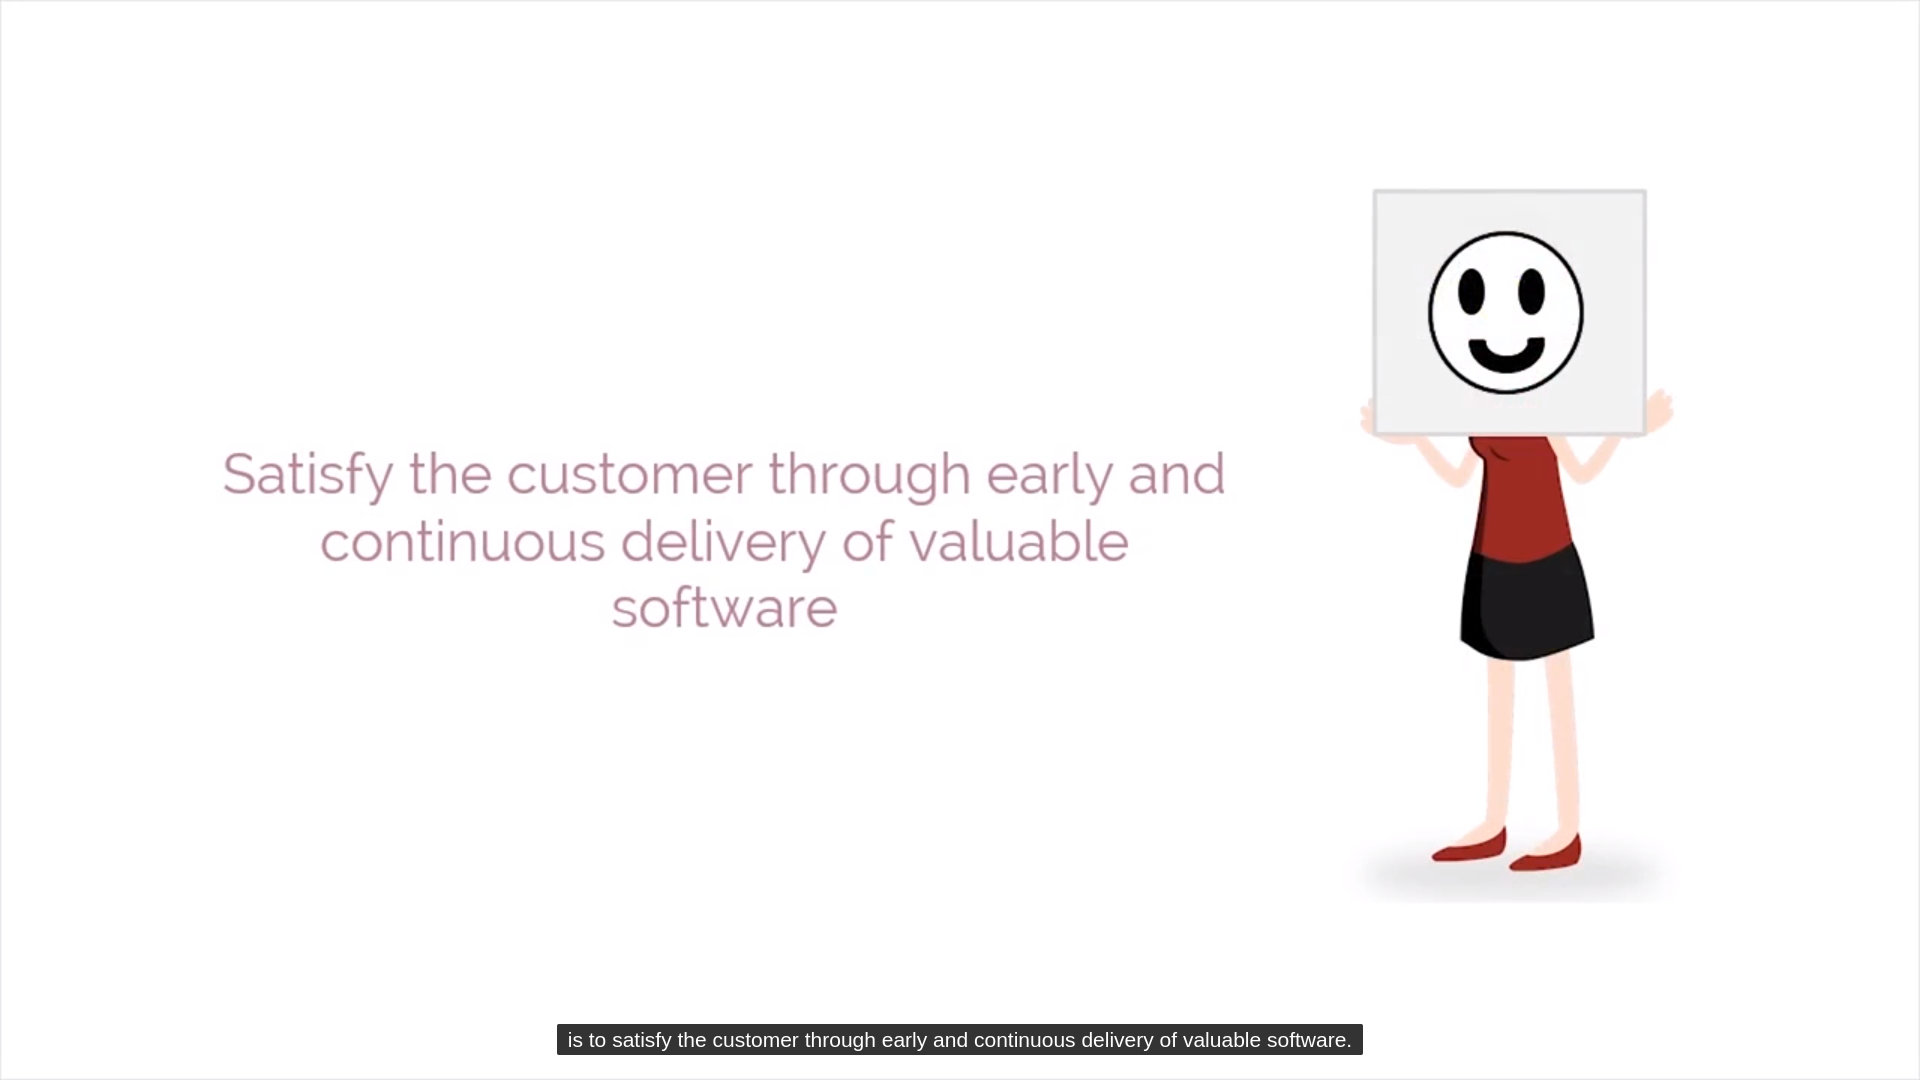 Satisfy the customer through early and
continuous delivery of valuable
software
is to satisfy the customer through early and continuous delivery of valuable software.